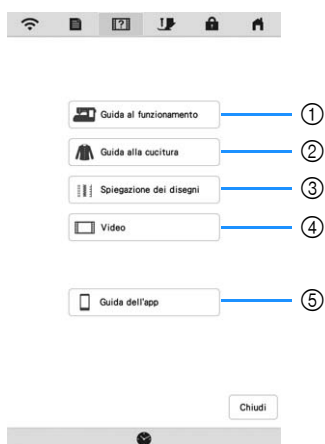 Guida al funzionamento ①
Guida alla cucitura ②
Spiegazione dei disegni ③
Video ④
Guida dell'app ⑤
Chiudi